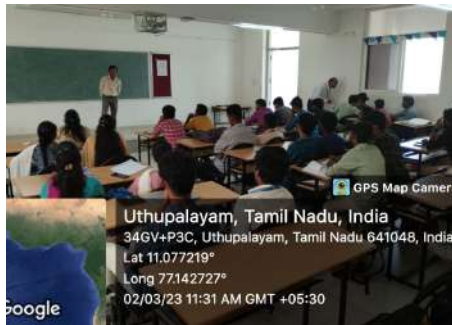 GPS Map Camer
Uthupalayam, Tamil Nadu, India
34GV+P3C, Uthupalayam, Tamil Nadu 641048, India
Lat 11.077219°
Long 77.142727°
02/03/23 11:31 AM GMT +05:30
Google